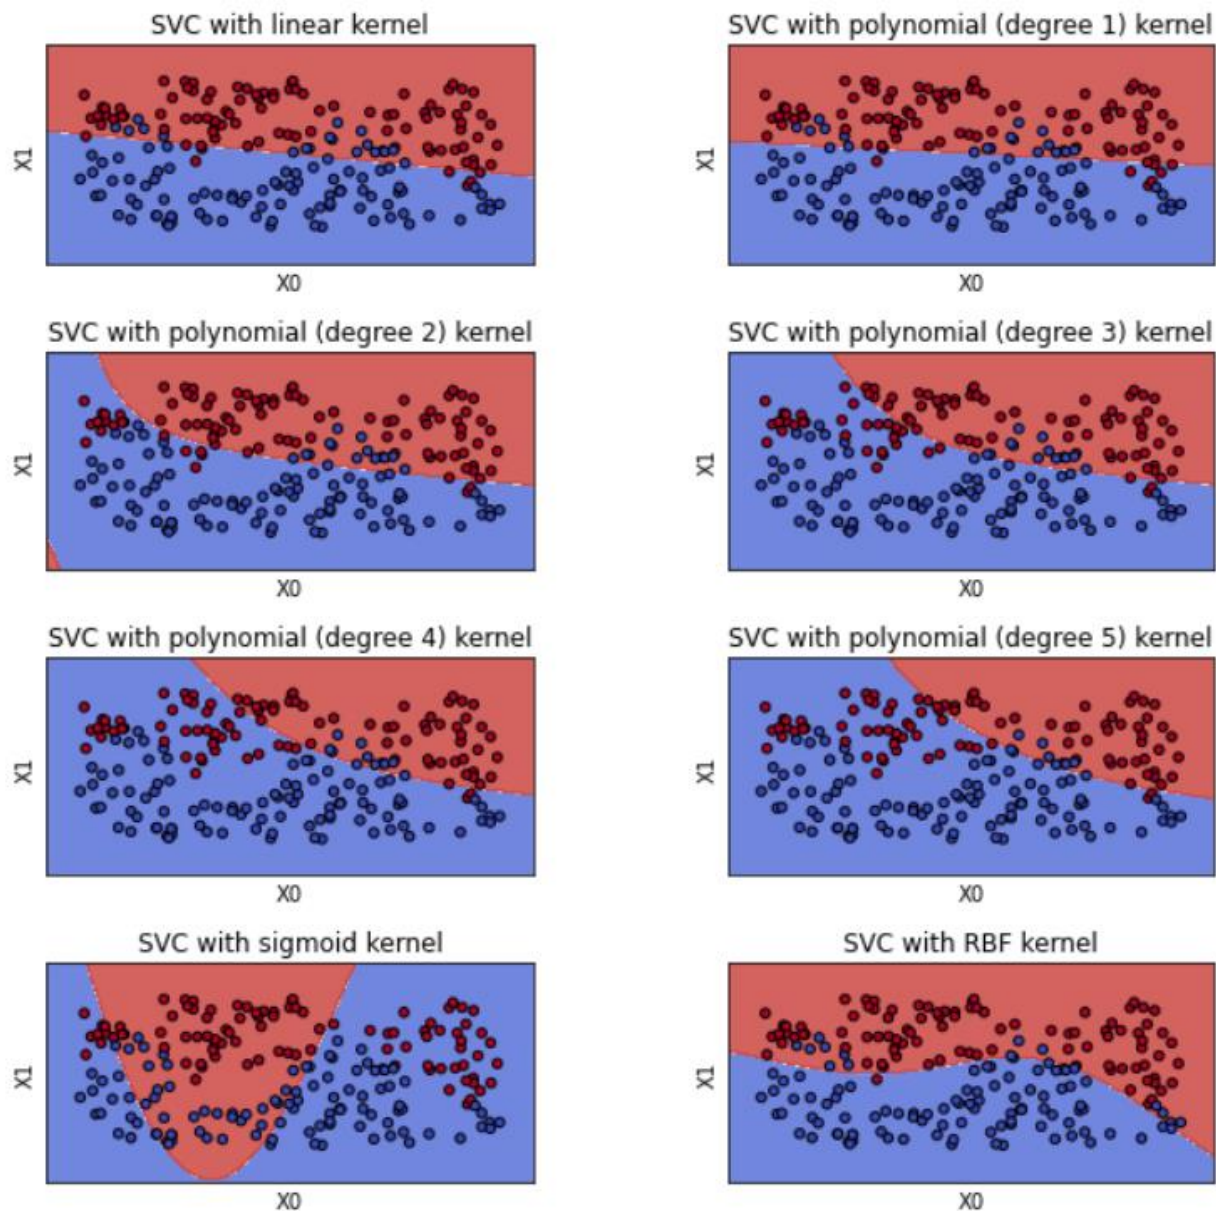 SVC with linear kernel
SVC with polynomial (degree 1) kernel
X1
X0
X1
X0
SVC with polynomial (degree 2) kernel
SVC with polynomial (degree 3) kernel
X1
X0
X1
X0
SVC with polynomial (degree 4) kernel
SVC with polynomial (degree 5) kernel
X1
X0
X1
X0
SVC with sigmoid kernel
SVC with RBF kernel
X1
X0
X1
X0